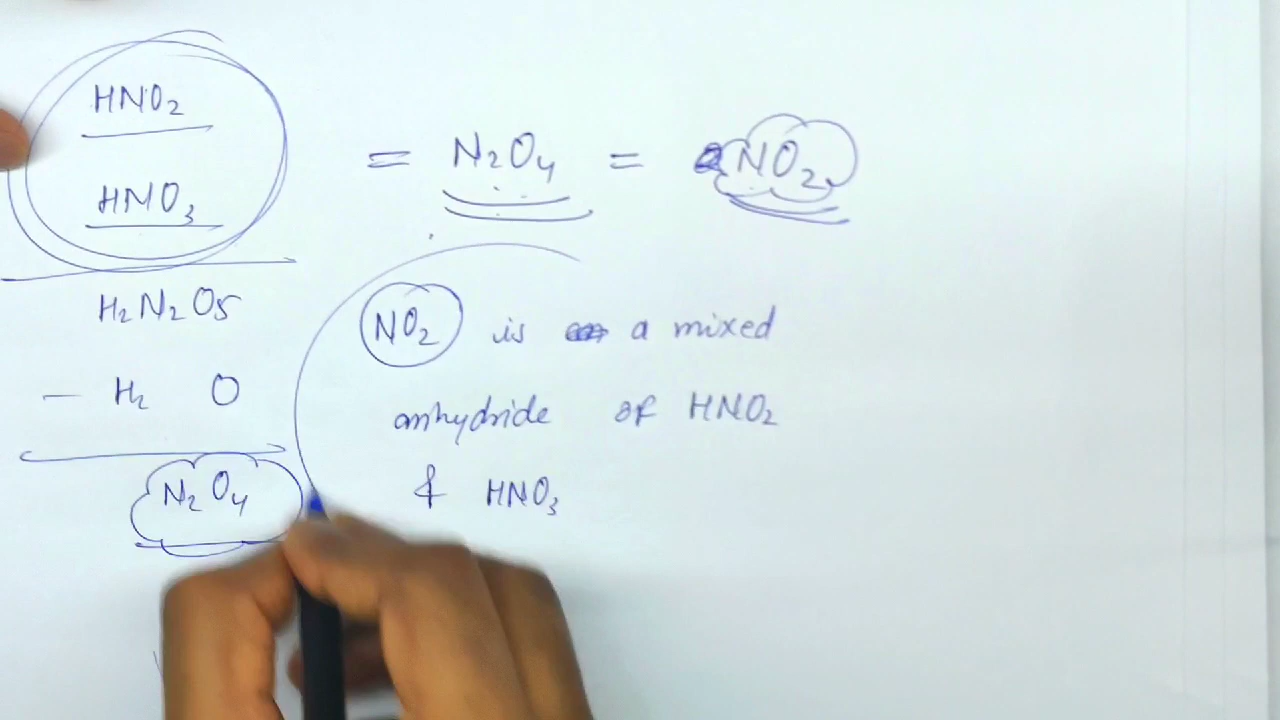 HNO2
= N2O4 = 2NO2
HNO3
H2N2O5
NO2 is a mixed
- H2 O
anhydride of HNO2
N2O4
& HNO3